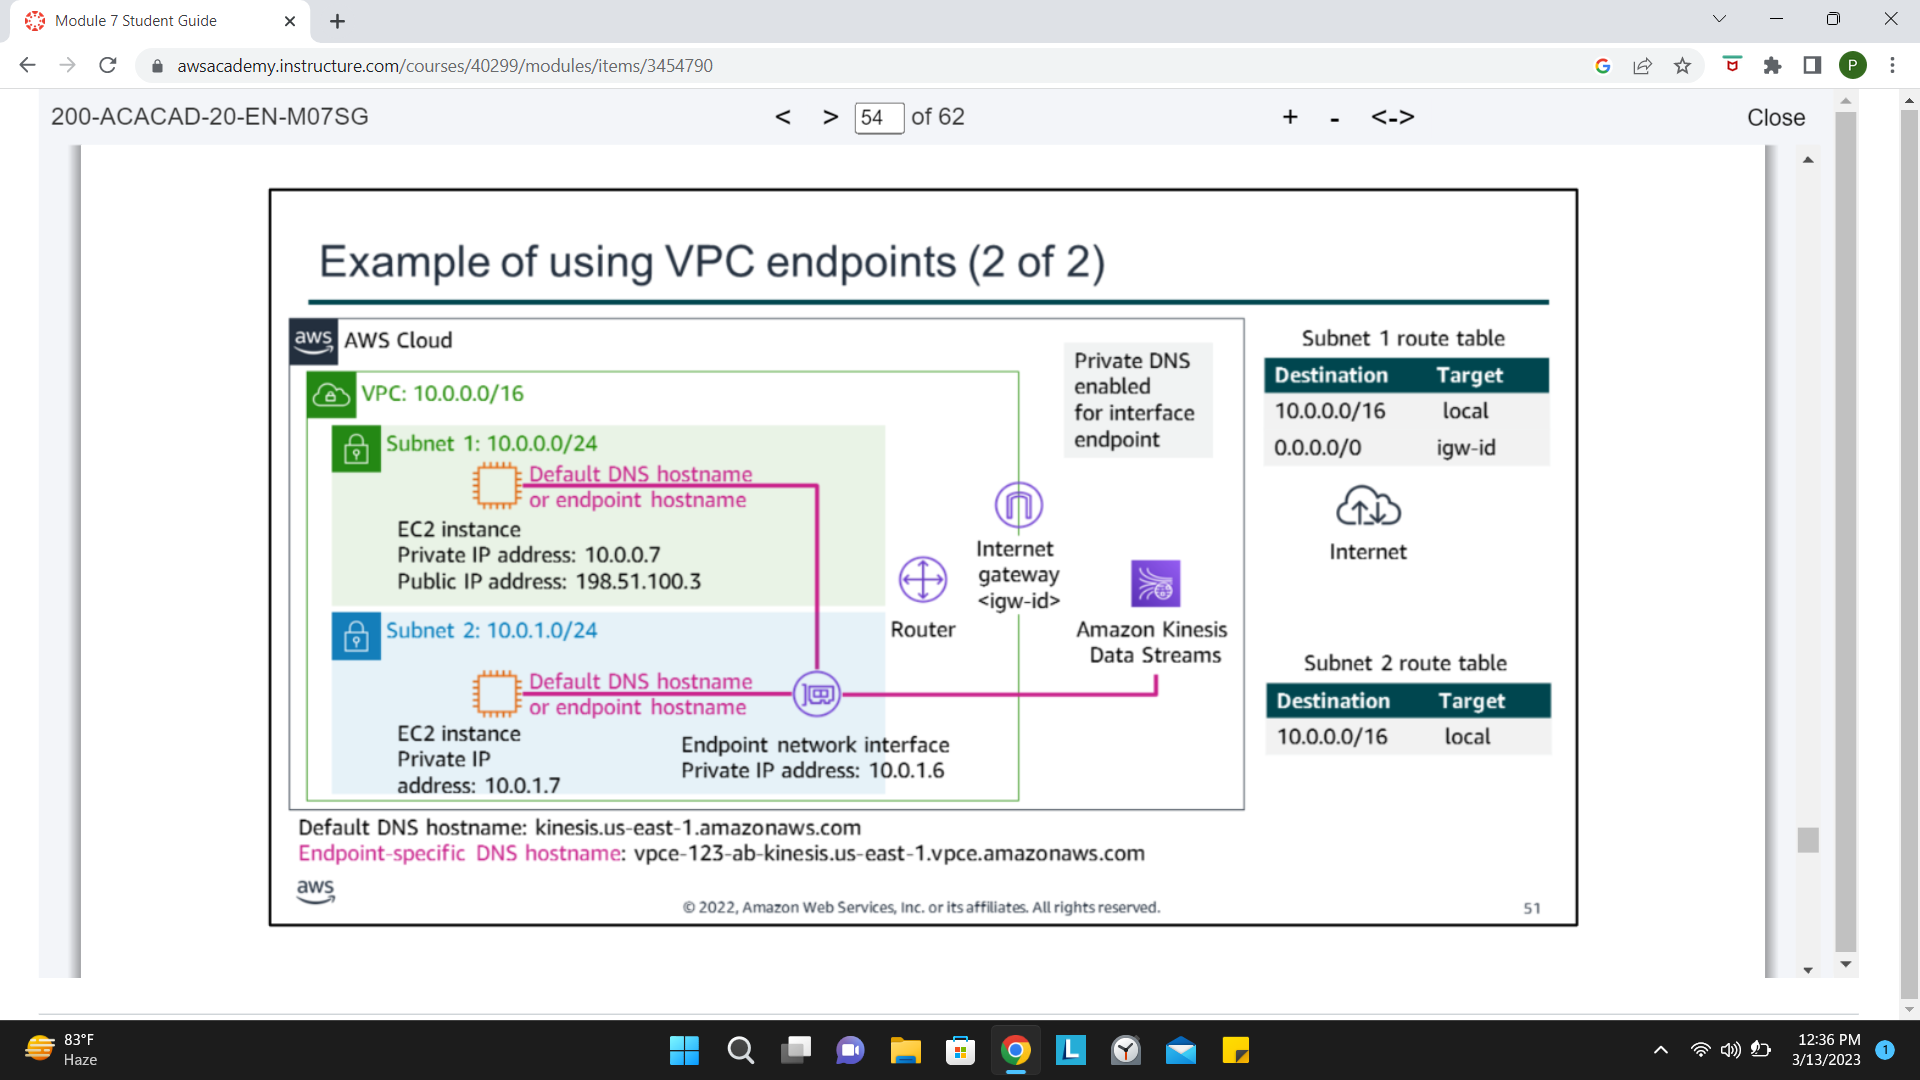 Module 7 Student Guide
awsacademy.instructure.com/courses/40299/modules/items/3454790
P
200-ACACAD-20-EN-M07SG
< > 54 of 62
+ - <->
Close
Example of using VPC endpoints (2 of 2)
aws AWS Cloud
VPC: 10.0.0.0/16
Subnet 1: 10.0.0.0/24
Default DNS hostname
or endpoint hostname
EC2 instance
Private IP address: 10.0.0.7
Public IP address: 198.51.100.3
Subnet 2: 10.0.1.0/24
Default DNS hostname
or endpoint hostname
EC2 instance
Private IP
address: 10.0.1.7
Endpoint network interface
Private IP address: 10.0.1.6
Router
Internet
gateway
<igw-id>
Private DNS
enabled
for interface
endpoint
Amazon Kinesis
Data Streams
Subnet 1 route table
Destination Target
10.0.0.0/16 local
0.0.0.0/0 igw-id
Internet
Subnet 2 route table
Destination Target
10.0.0.0/16 local
Default DNS hostname: kinesis.us-east-1.amazonaws.com
Endpoint-specific DNS hostname: vpce-123-ab-kinesis.us-east-1.vpce.amazonaws.com
aws
© 2022, Amazon Web Services, Inc. or its affiliates. All rights reserved.
51
83°F
Haze
L
12:36 PM
3/13/2023
1